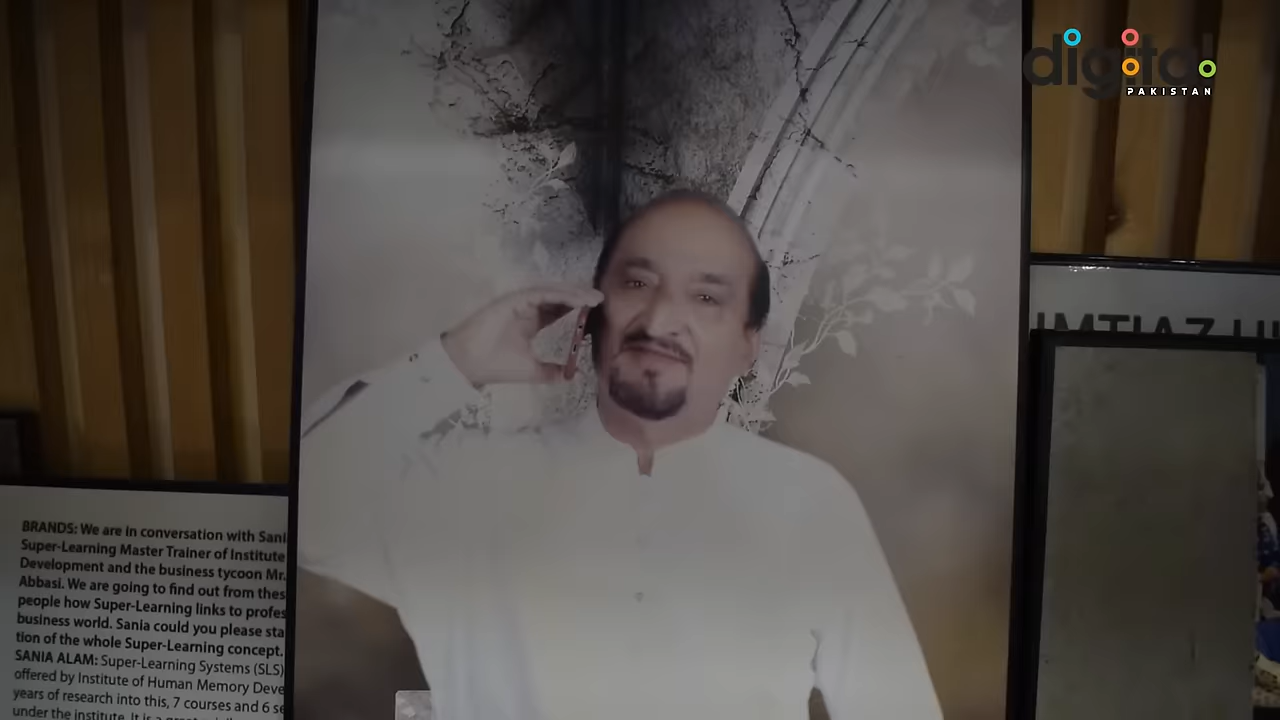 digital
PAKISTAN
IMTIAZ
BRANDS: We are in conversation with Sani
Super-Learning Master Trainer of Institute
Development and the business tycoon Mr.
Abbasi. We are going to find out from thes
people how Super-Learning links to profes
business world. Sania could you please sta
tion of the whole Super-Learning concept.
SANIA ALAM: Super-Learning Systems (SLS)
offered by Institute of Human Memory Deve
years of research into this, 7 courses and 6 se
under the institute. It is a great